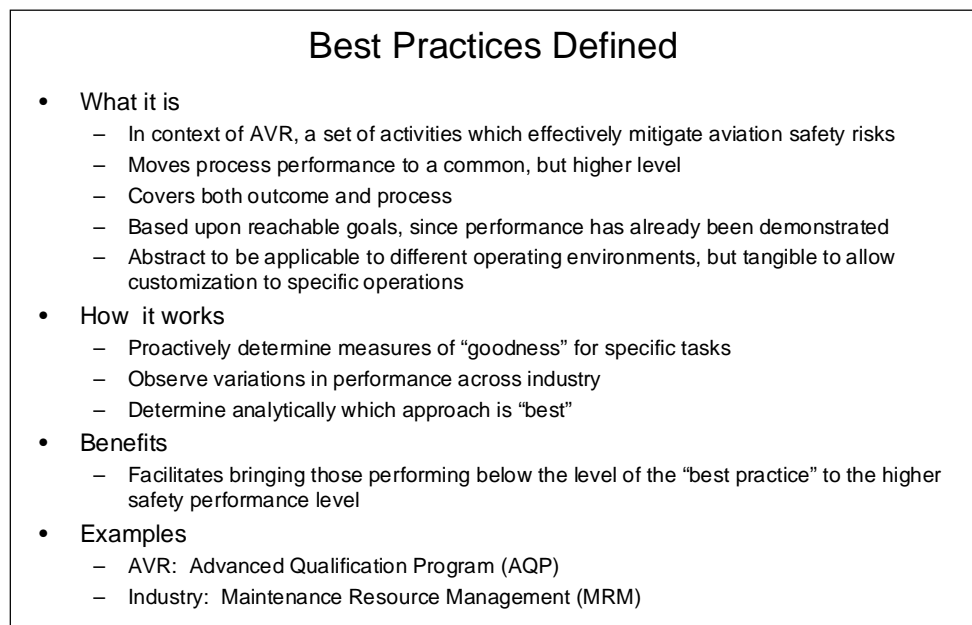 Best Practices Defined
• What it is
– In context of AVR, a set of activities which effectively mitigate aviation safety risks
– Moves process performance to a common, but higher level
– Covers both outcome and process
– Based upon reachable goals, since performance has already been demonstrated
– Abstract to be applicable to different operating environments, but tangible to allow
customization to specific operations
• How  it works
– Proactively determine measures of “goodness” for specific tasks
– Observe variations in performance across industry
– Determine analytically which approach is “best”
• Benefits
– Facilitates bringing those performing below the level of the “best practice” to the higher
safety performance level
• Examples
– AVR:  Advanced Qualification Program (AQP)
– Industry:  Maintenance Resource Management (MRM)